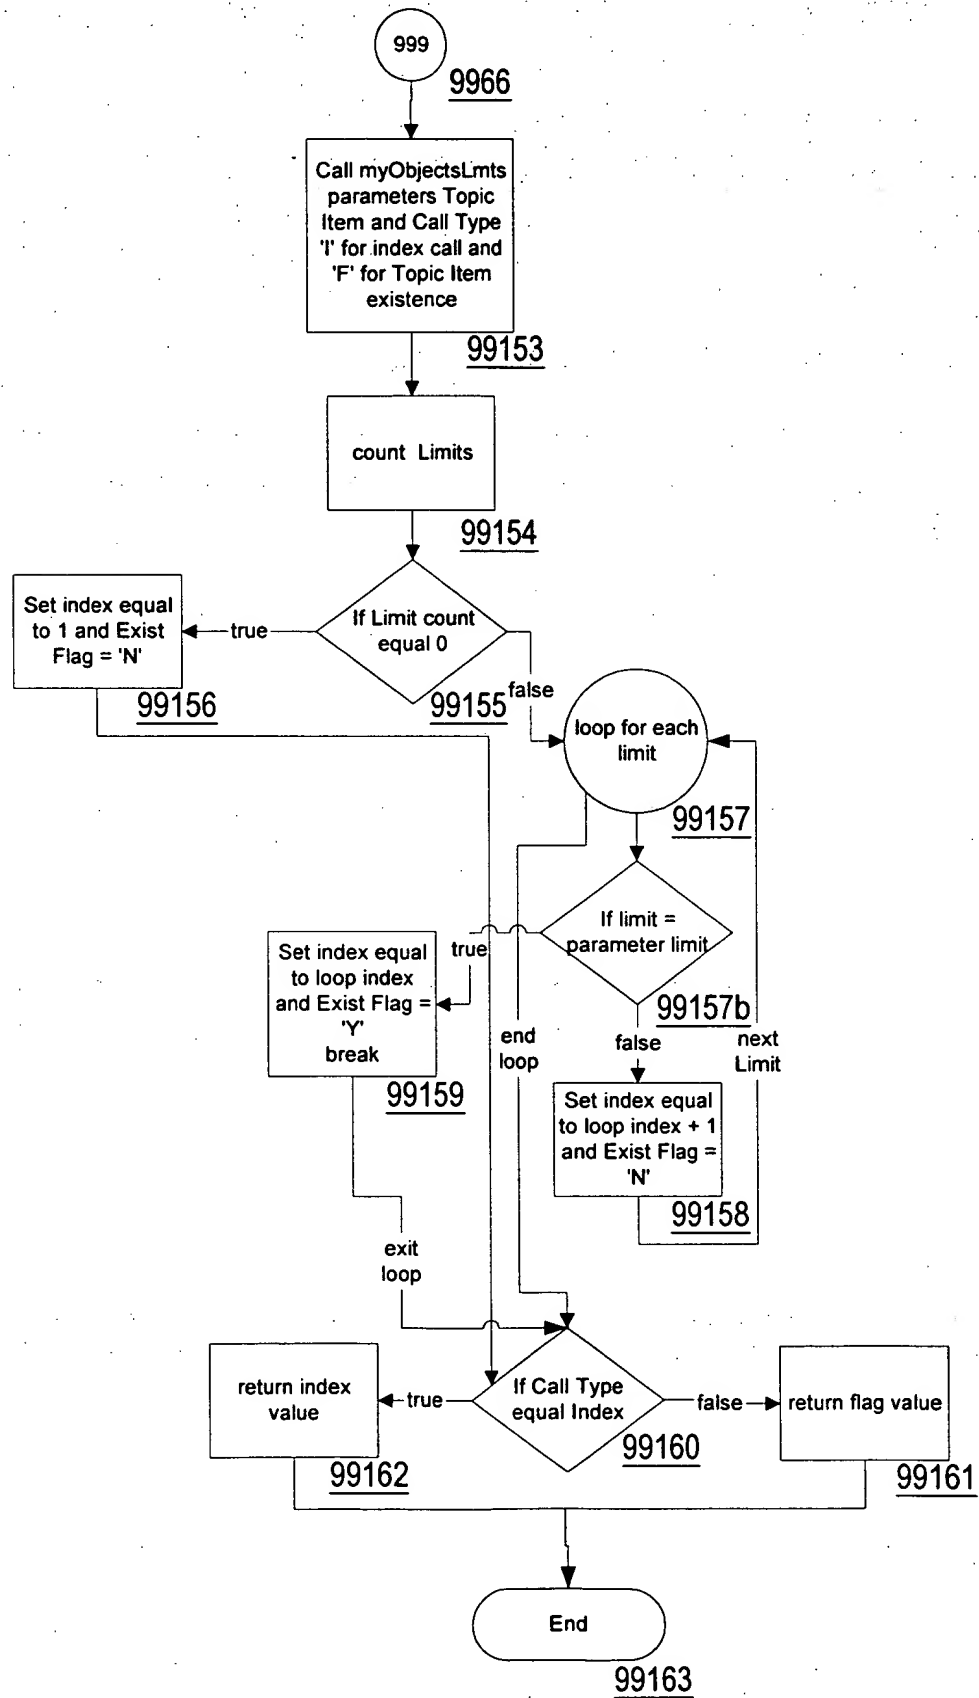 999
9966
Call myObjectsLmts
parameters Topic
Item and Call Type
'I' for index call and
'F' for Topic Item
existence
99153
count Limits
99154
If Limit count
equal 0
99155
true
false
Set index equal
to 1 and Exist
Flag = 'N'
99156
loop for each
limit
99157
If limit =
parameter limit
99157b
true
false
Set index equal
to loop index
and Exist Flag =
'Y'
break
99159
end
loop
next
Limit
Set index equal
to loop index + 1
and Exist Flag =
'N'
99158
exit
loop
If Call Type
equal Index
99160
true
false
return index
value
99162
return flag value
99161
End
99163